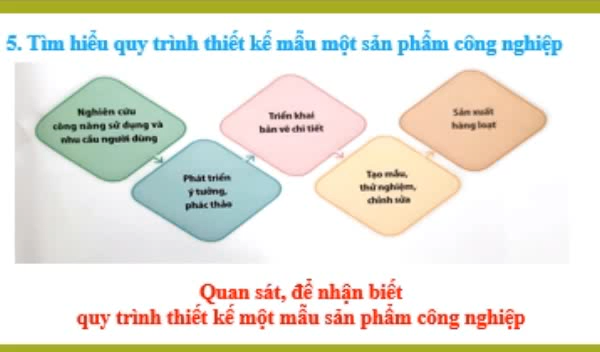 5. Tìm hiểu quy trình thiết kế mẫu một sản phẩm công nghiệp
Nghiên cứu
công năng sử dụng và
nhu cầu người dùng
Phát triển
ý tưởng,
phác thảo
Triển khai
bản vẽ chi tiết
Tạo mẫu,
thử nghiệm,
chỉnh sửa
Sản xuất
hàng loạt
Quan sát, để nhận biết
quy trình thiết kế một mẫu sản phẩm công nghiệp